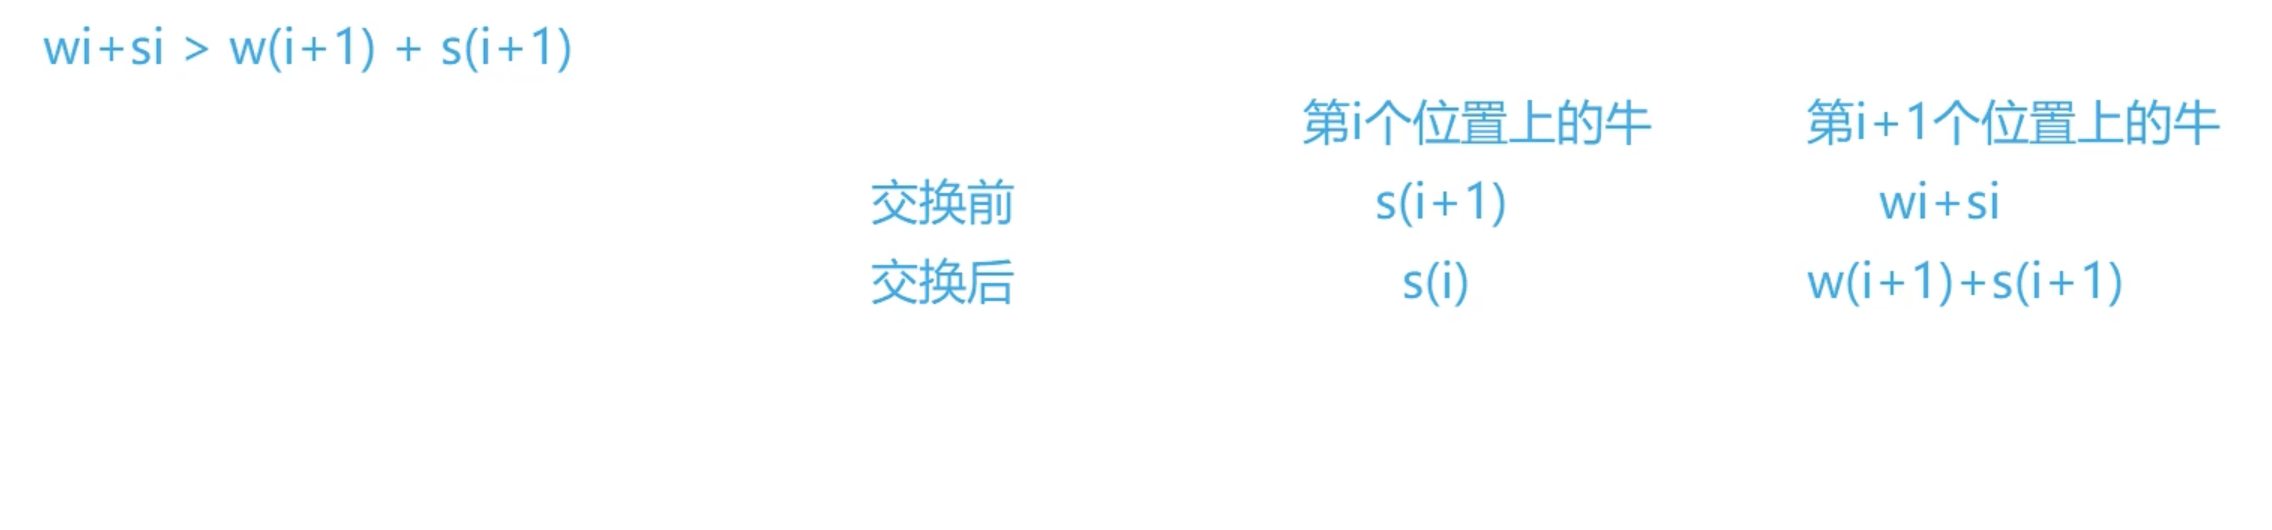 wi+si > w(i+1) + s(i+1)
第i个位置上的牛 第i+1个位置上的牛
交换前 s(i+1) wi+si
交换后 s(i) w(i+1)+s(i+1)